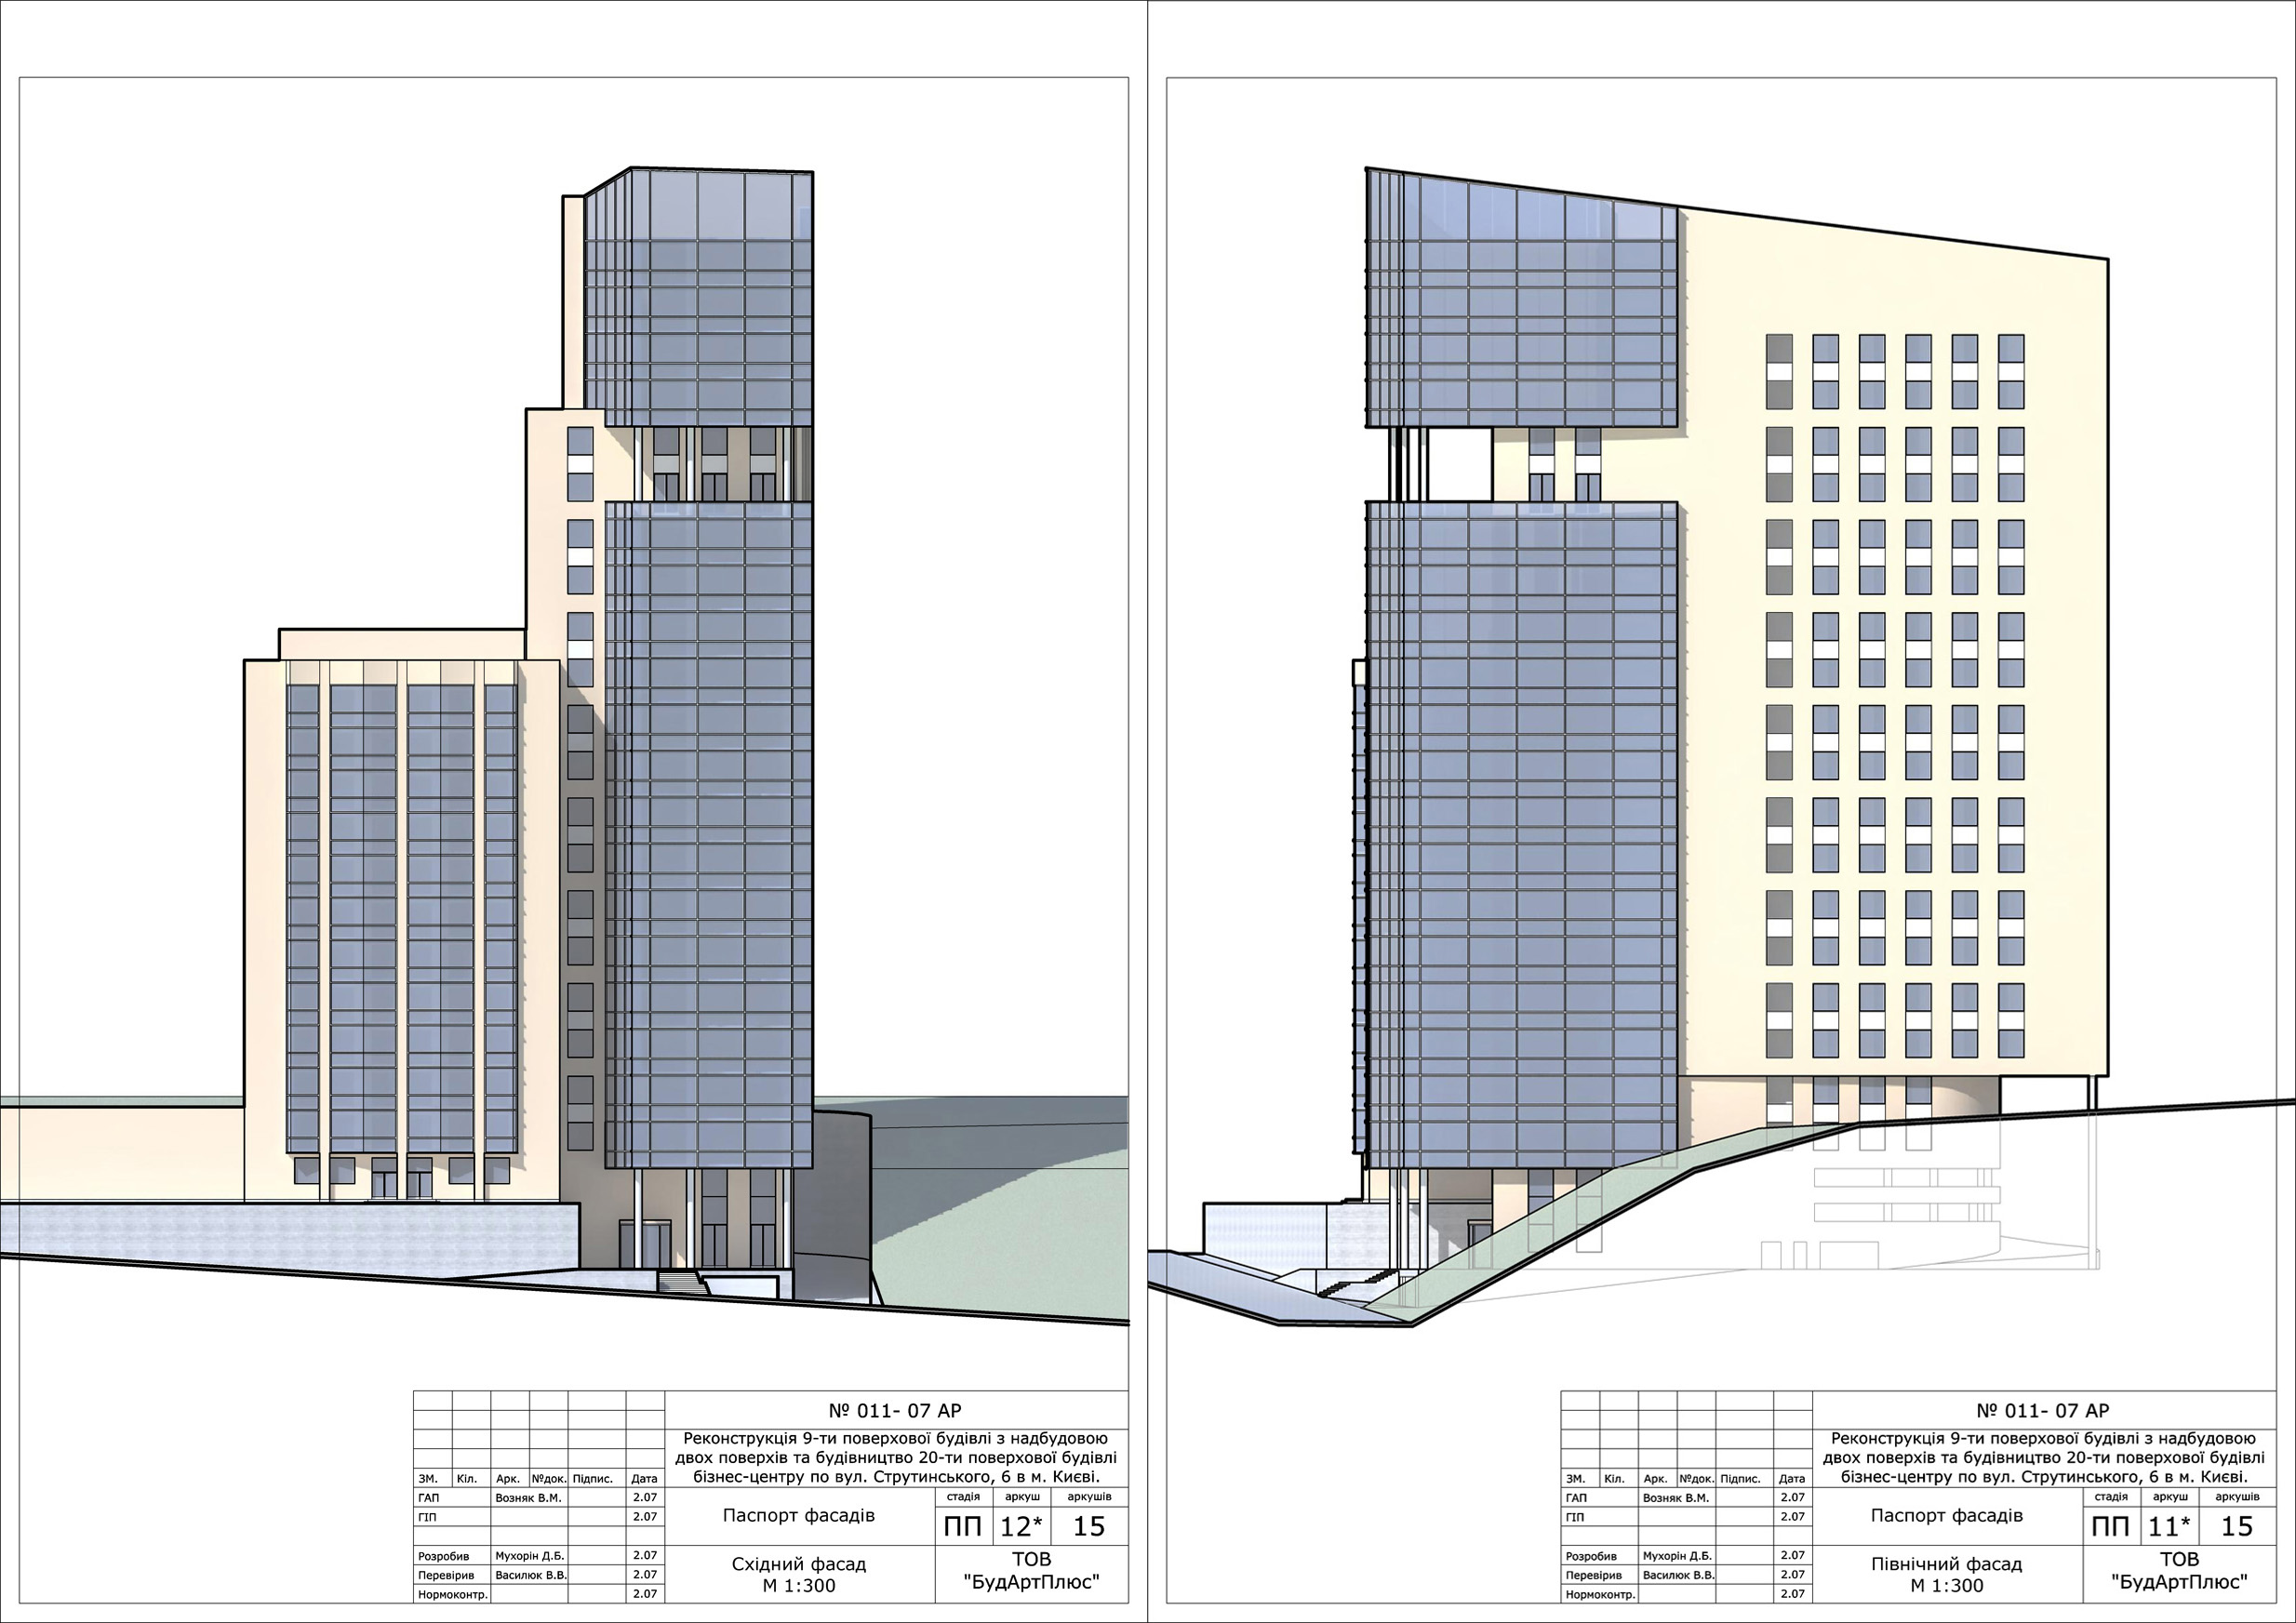 № 011- 07 АР
Реконструкція 9-ти поверхової будівлі з надбудовою
двох поверхів та будівництво 20-ти поверхової будівлі
бізнес-центру по вул. Струтинського, 6 в м. Києві.
ЗМ. Кіл. Арк. №док. Підпис. Дата
ГАП Возняк В.М. 2.07
ГІП 2.07
Розробив Мухорін Д.Б. 2.07
Перевірив Василюк В.В. 2.07
Нормоконтр. 2.07
Паспорт фасадів
стадія аркуш аркушів
ПП 12* 15
Східний фасад
М 1:300
ТОВ
"БудАртПлюс"
№ 011- 07 АР
Реконструкція 9-ти поверхової будівлі з надбудовою
двох поверхів та будівництво 20-ти поверхової будівлі
бізнес-центру по вул. Струтинського, 6 в м. Києві.
ЗМ. Кіл. Арк. №док. Підпис. Дата
ГАП Возняк В.М. 2.07
ГІП 2.07
Розробив Мухорін Д.Б. 2.07
Перевірив Василюк В.В. 2.07
Нормоконтр. 2.07
Паспорт фасадів
стадія аркуш аркушів
ПП 11* 15
Північний фасад
М 1:300
ТОВ
"БудАртПлюс"